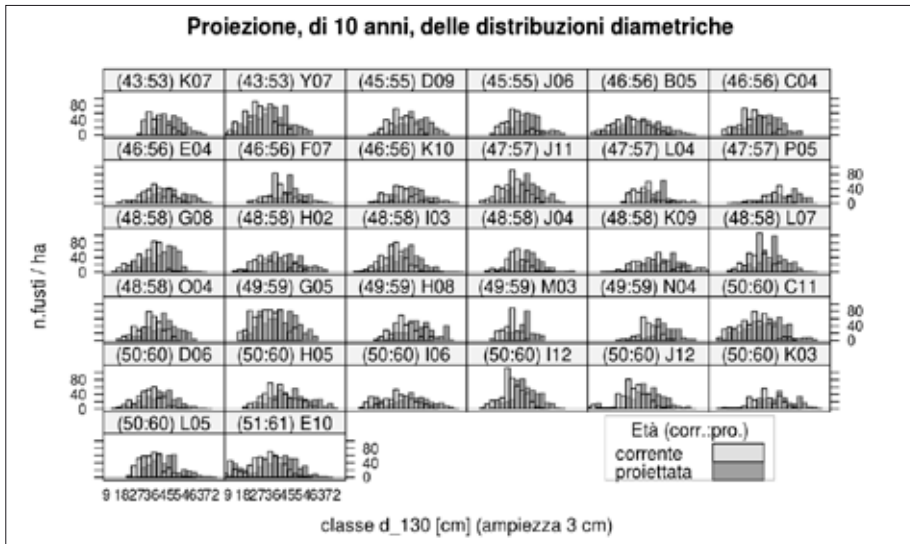 Proiezione, di 10 anni, delle distribuzioni diametriche
(43:53) K07 (43:53) Y07 (45:55) D09 (45:55) J06 (46:56) B05 (46:56) C04
80
40
0
(46:56) E04 (46:56) F07 (46:56) K10 (47:57) J11 (47:57) L04 (47:57) P05
80
40
0
(48:58) G08 (48:58) H02 (48:58) I03 (48:58) J04 (48:58) K09 (48:58) L07
80
40
0
(48:58) O04 (49:59) G05 (49:59) H08 (49:59) M03 (49:59) N04 (50:60) C11
80
40
0
(50:60) D06 (50:60) H05 (50:60) I06 (50:60) I12 (50:60) J12 (50:60) K03
80
40
0
(50:60) L05 (51:61) E10
80
40
0
n.fusti / ha
Età (corr.:pro.)
corrente
proiettata
9 182736455463729 18273645546372
classe d_130 [cm] (ampiezza 3 cm)